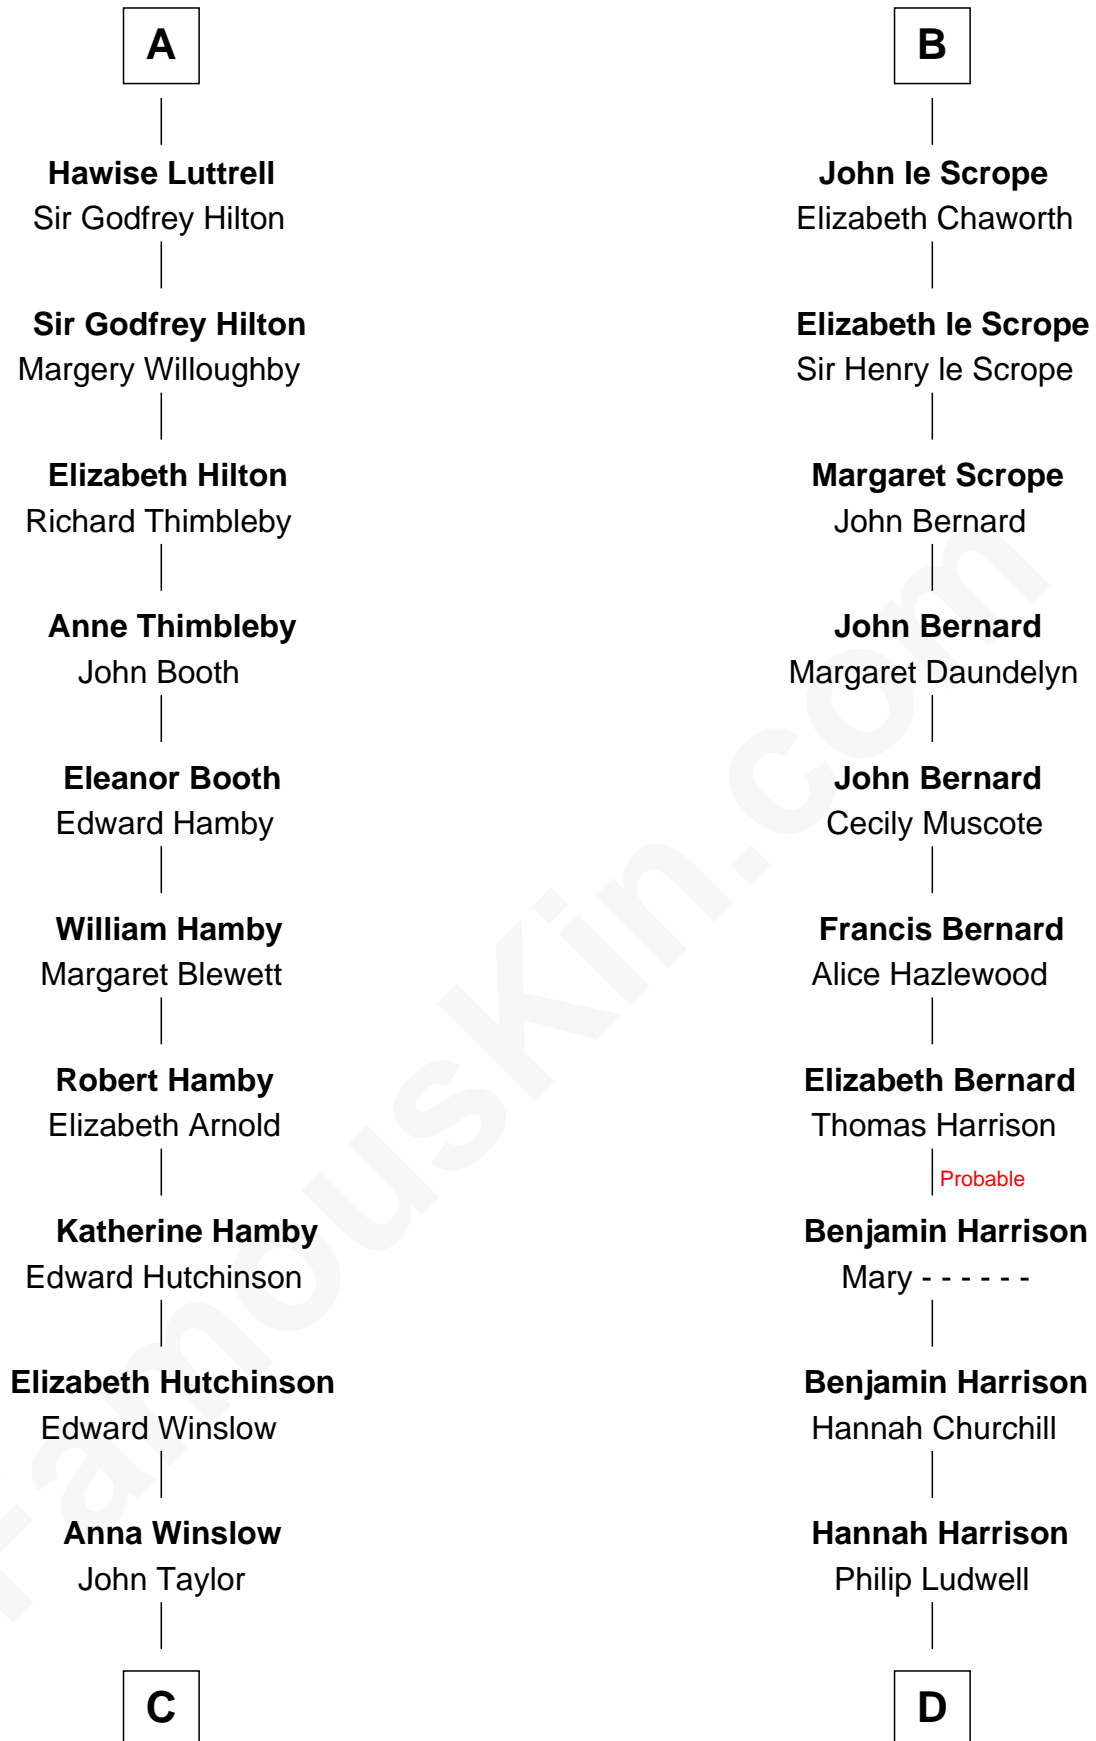 A
Hawise Luttrell
Sir Godfrey Hilton
Sir Godfrey Hilton
Margery Willoughby
Elizabeth Hilton
Richard Thimbleby
Anne Thimbleby
John Booth
Eleanor Booth
Edward Hamby
William Hamby
Margaret Blewett
Robert Hamby
Elizabeth Arnold
Katherine Hamby
Edward Hutchinson
Elizabeth Hutchinson
Edward Winslow
Anna Winslow
John Taylor
C
B
John le Scrope
Elizabeth Chaworth
Elizabeth le Scrope
Sir Henry le Scrope
Margaret Scrope
John Bernard
John Bernard
Margaret Daundelyn
John Bernard
Cecily Muscote
Francis Bernard
Alice Hazlewood
Elizabeth Bernard
Thomas Harrison
Probable
Benjamin Harrison
Mary - - - - - -
Benjamin Harrison
Hannah Churchill
Hannah Harrison
Philip Ludwell
D
FamousKin.com